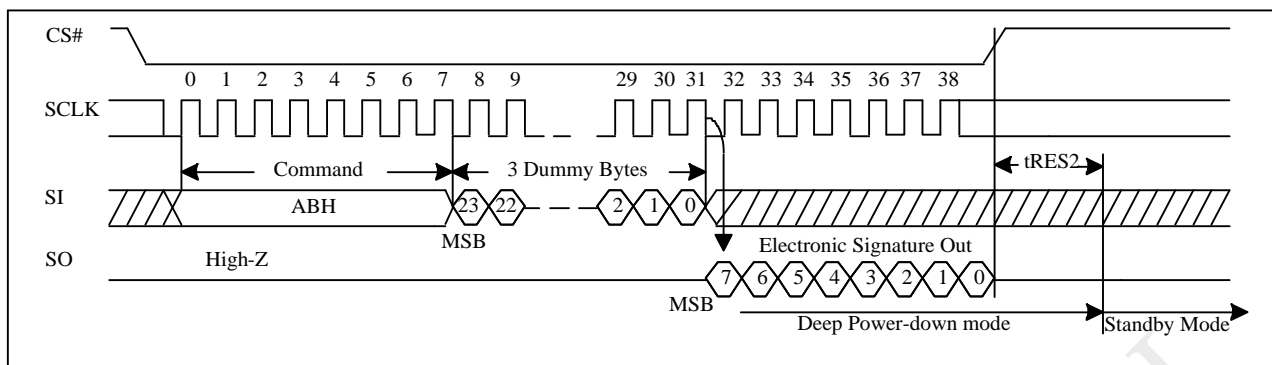 CS#
0 1 2 3 4 5 6 7 8 9 29 30 31 32 33 34 35 36 37 38
SCLK
Command 3 Dummy Bytes tRES2
SI ABH 23 22 2 1 0
MSB
SO High-Z Electronic Signature Out
7 6 5 4 3 2 1 0
MSB
Deep Power-down mode Standby Mode